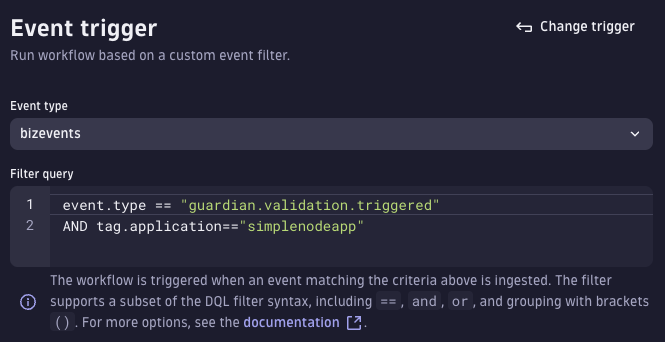 Event trigger
Change trigger
Run workflow based on a custom event filter.
Event type
bizevents
Filter query
1 event.type == "guardian.validation.triggered"
2 AND tag.application=="simplenodeapp"
The workflow is triggered when an event matching the criteria above is ingested. The filter
supports a subset of the DQL filter syntax, including ==, and, or, and grouping with brackets
(). For more options, see the documentation.